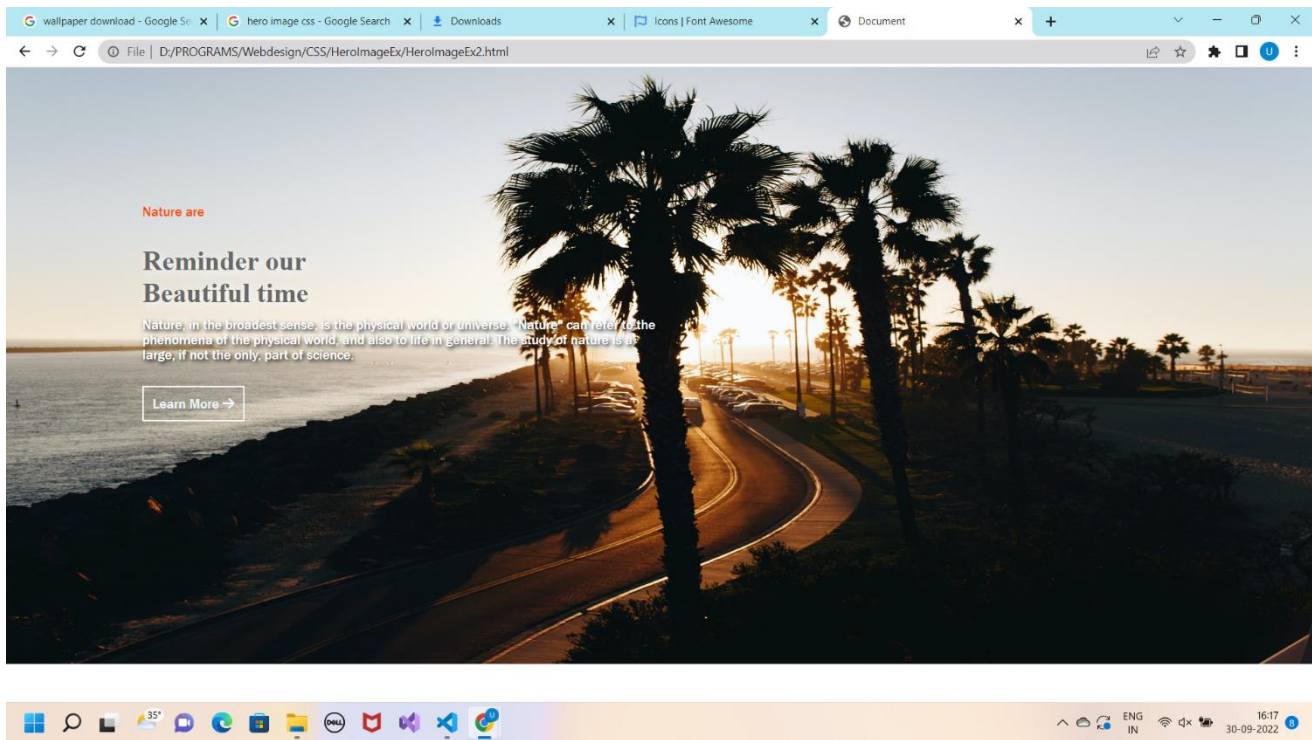 wallpaper download - Google Se
hero image css - Google Search
Downloads
Icons | Font Awesome
Document
File | D:/PROGRAMS/Webdesign/CSS/HeroImageEx/HeroImageEx2.html
U
Nature are
Reminder our
Beautiful time
Nature, in the broadest sense, is the physical world or universe. "Nature" can refer to the
phenomena of the physical world, and also to life in general. The study of nature is a
large, if not the only, part of science.
Learn More →
35°
DELL
U
ENG
IN
16:17
30-09-2022
8